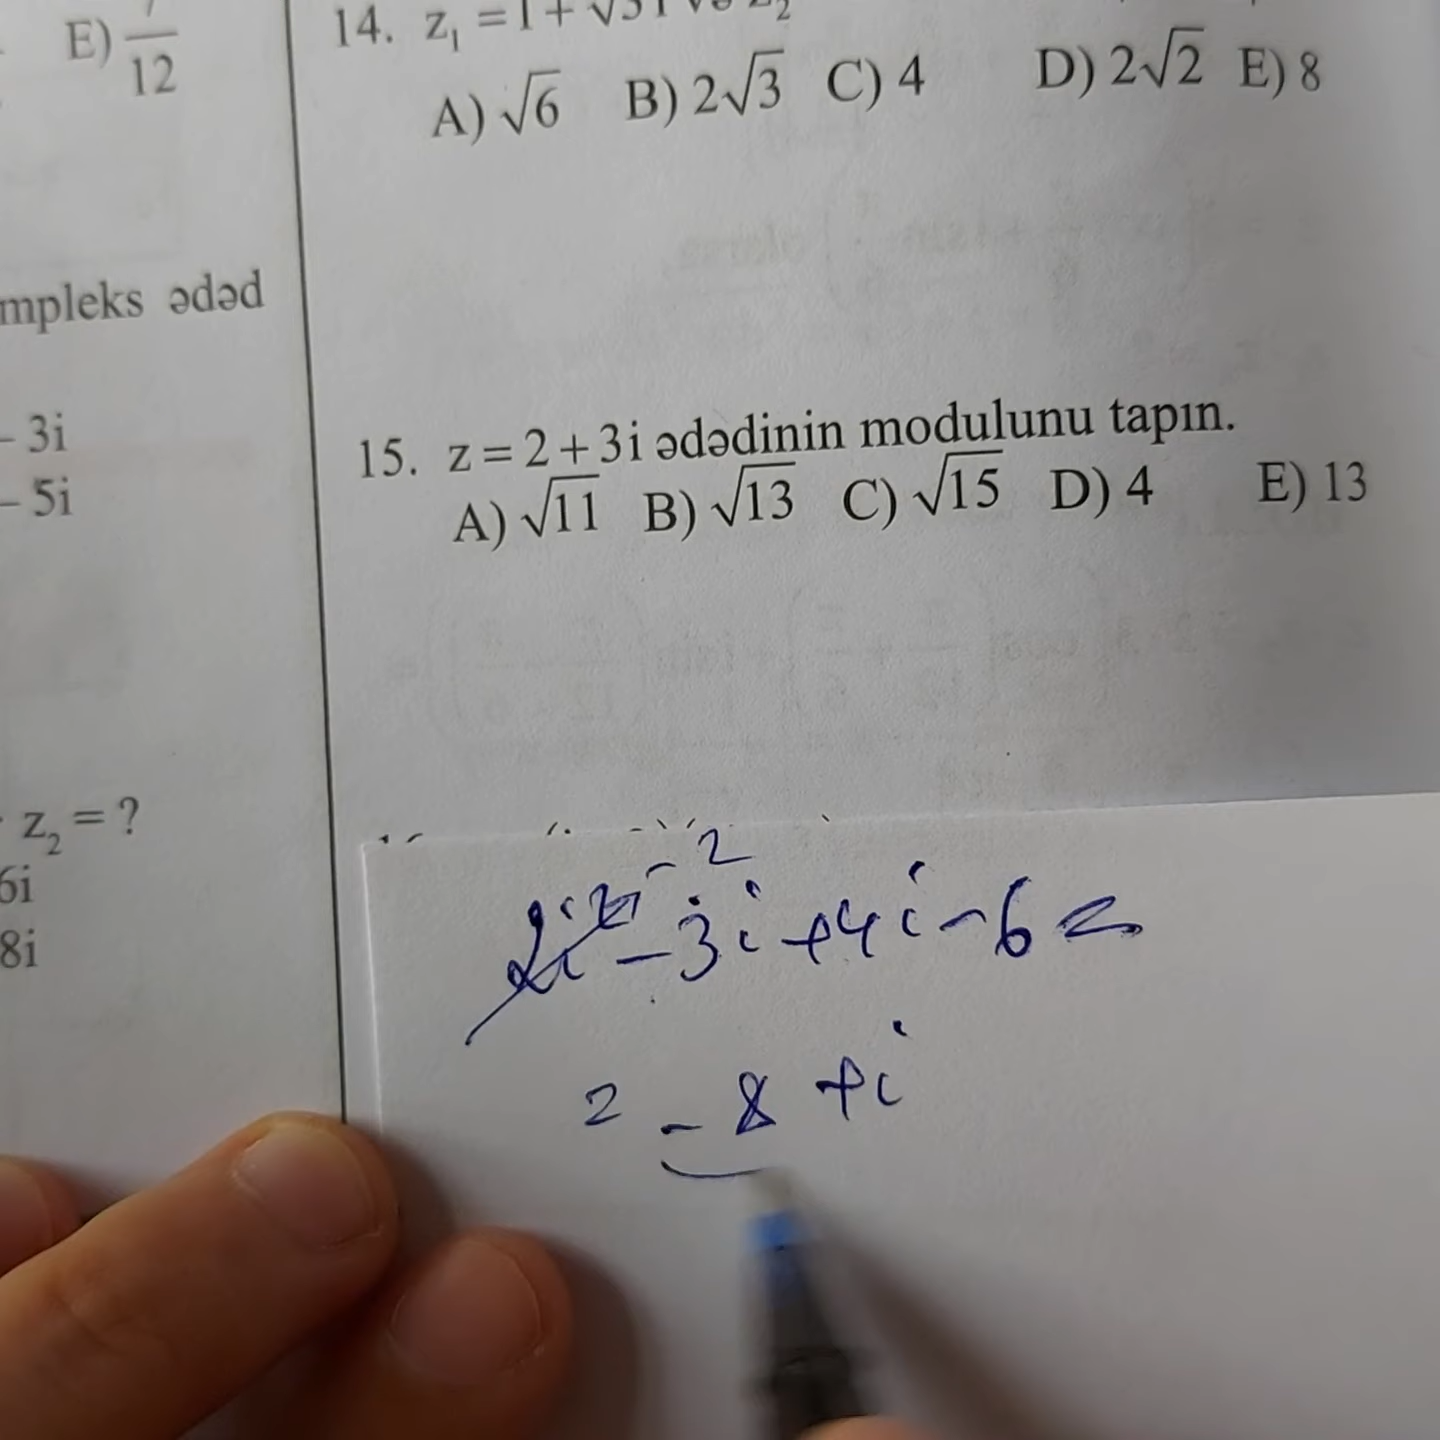 E) 7/12
mpleks ədəd
– 3i
– 5i
z₂ = ?
6i
8i
14. z₁ = 1 + √3i və z₂
A) √6 B) 2√3 C) 4 D) 2√2 E) 8
15. z = 2 + 3i ədədinin modulunu tapın.
A) √11 B) √13 C) √15 D) 4 E) 13
– 2
– 3i + 4i – 6 =
= – 8 + i